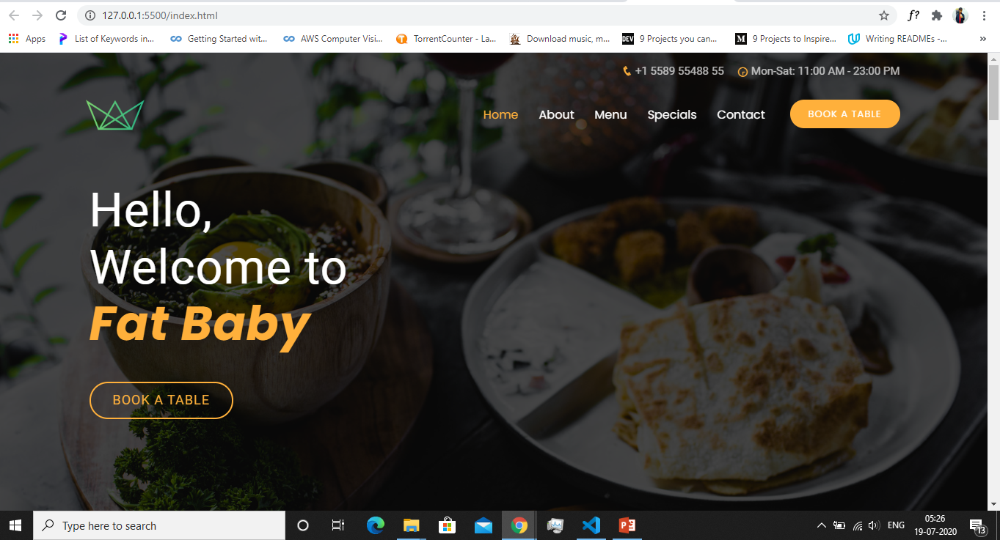 127.0.0.1:5500/index.html
f?
Apps List of Keywords in... Getting Started wit... AWS Computer Visi... TorrentCounter - La... Download music, m... DEV 9 Projects you can... M 9 Projects to Inspire... Writing READMEs -... »
+1 5589 55488 55 Mon-Sat: 11:00 AM - 23:00 PM
Home About Menu Specials Contact BOOK A TABLE
Hello,
Welcome to
Fat Baby
BOOK A TABLE
Type here to search
ENG
05:26
19-07-2020
13